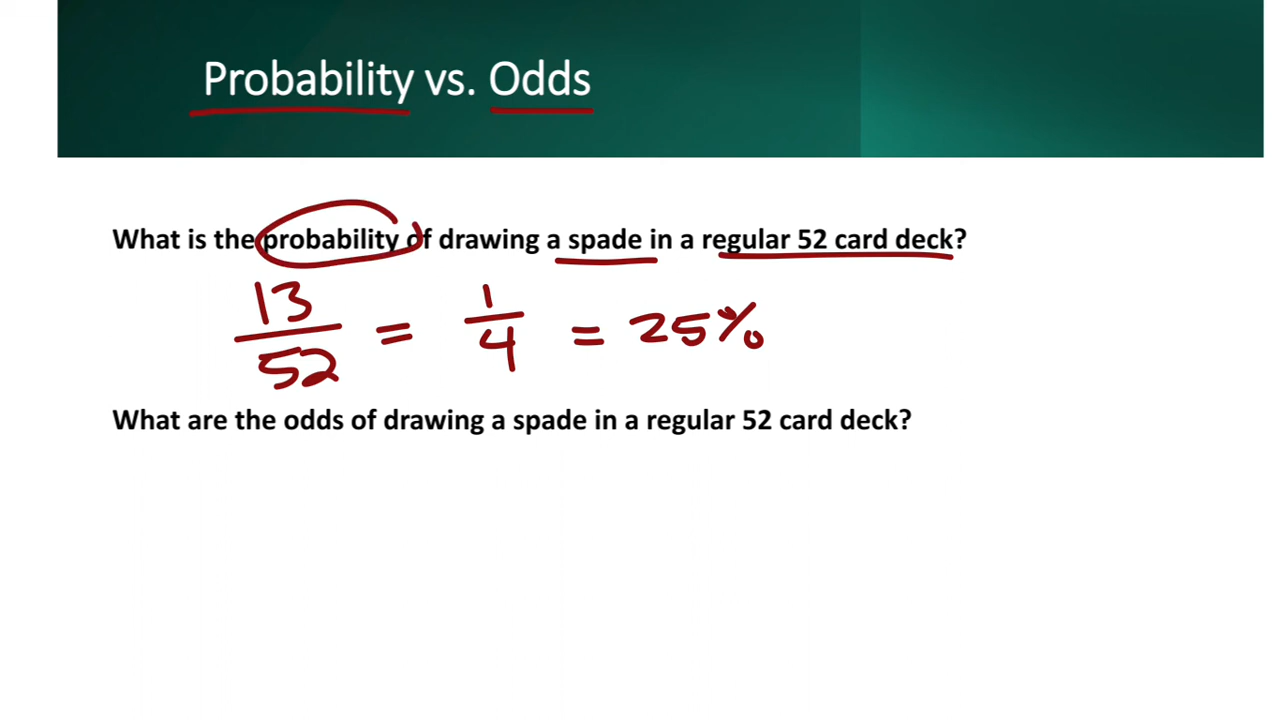 Probability vs. Odds
What is the probability of drawing a spade in a regular 52 card deck?
13/52 = 1/4 = 25%
What are the odds of drawing a spade in a regular 52 card deck?